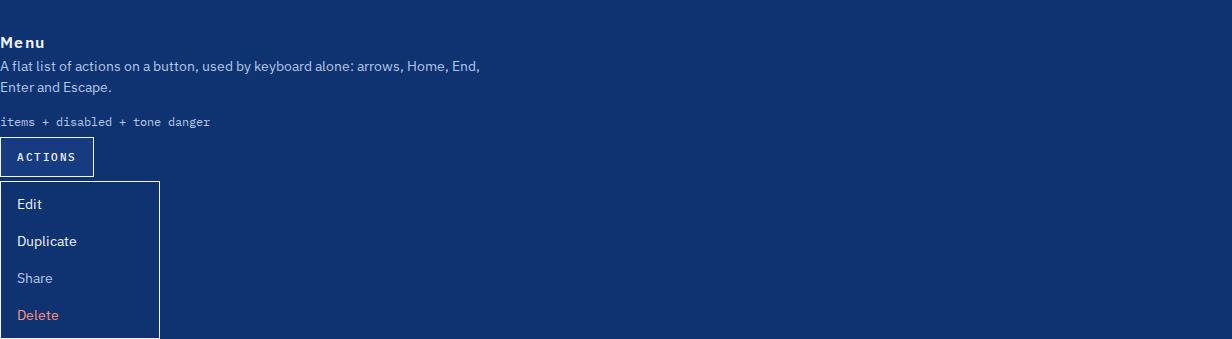 Menu
A flat list of actions on a button, used by keyboard alone: arrows, Home, End,
Enter and Escape.
items + disabled + tone danger
ACTIONS
Edit
Duplicate
Share
Delete